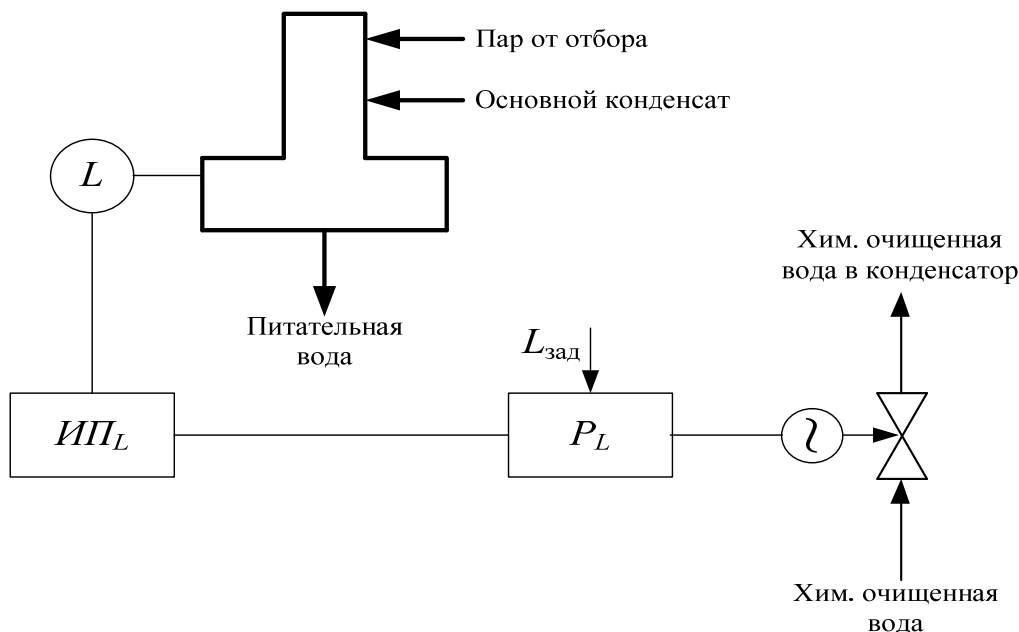 Пар от отбора
Основной конденсат
L
Хим. очищенная
вода в конденсатор
Питательная
вода
Lзад
ИПL
PL
Хим. очищенная
вода